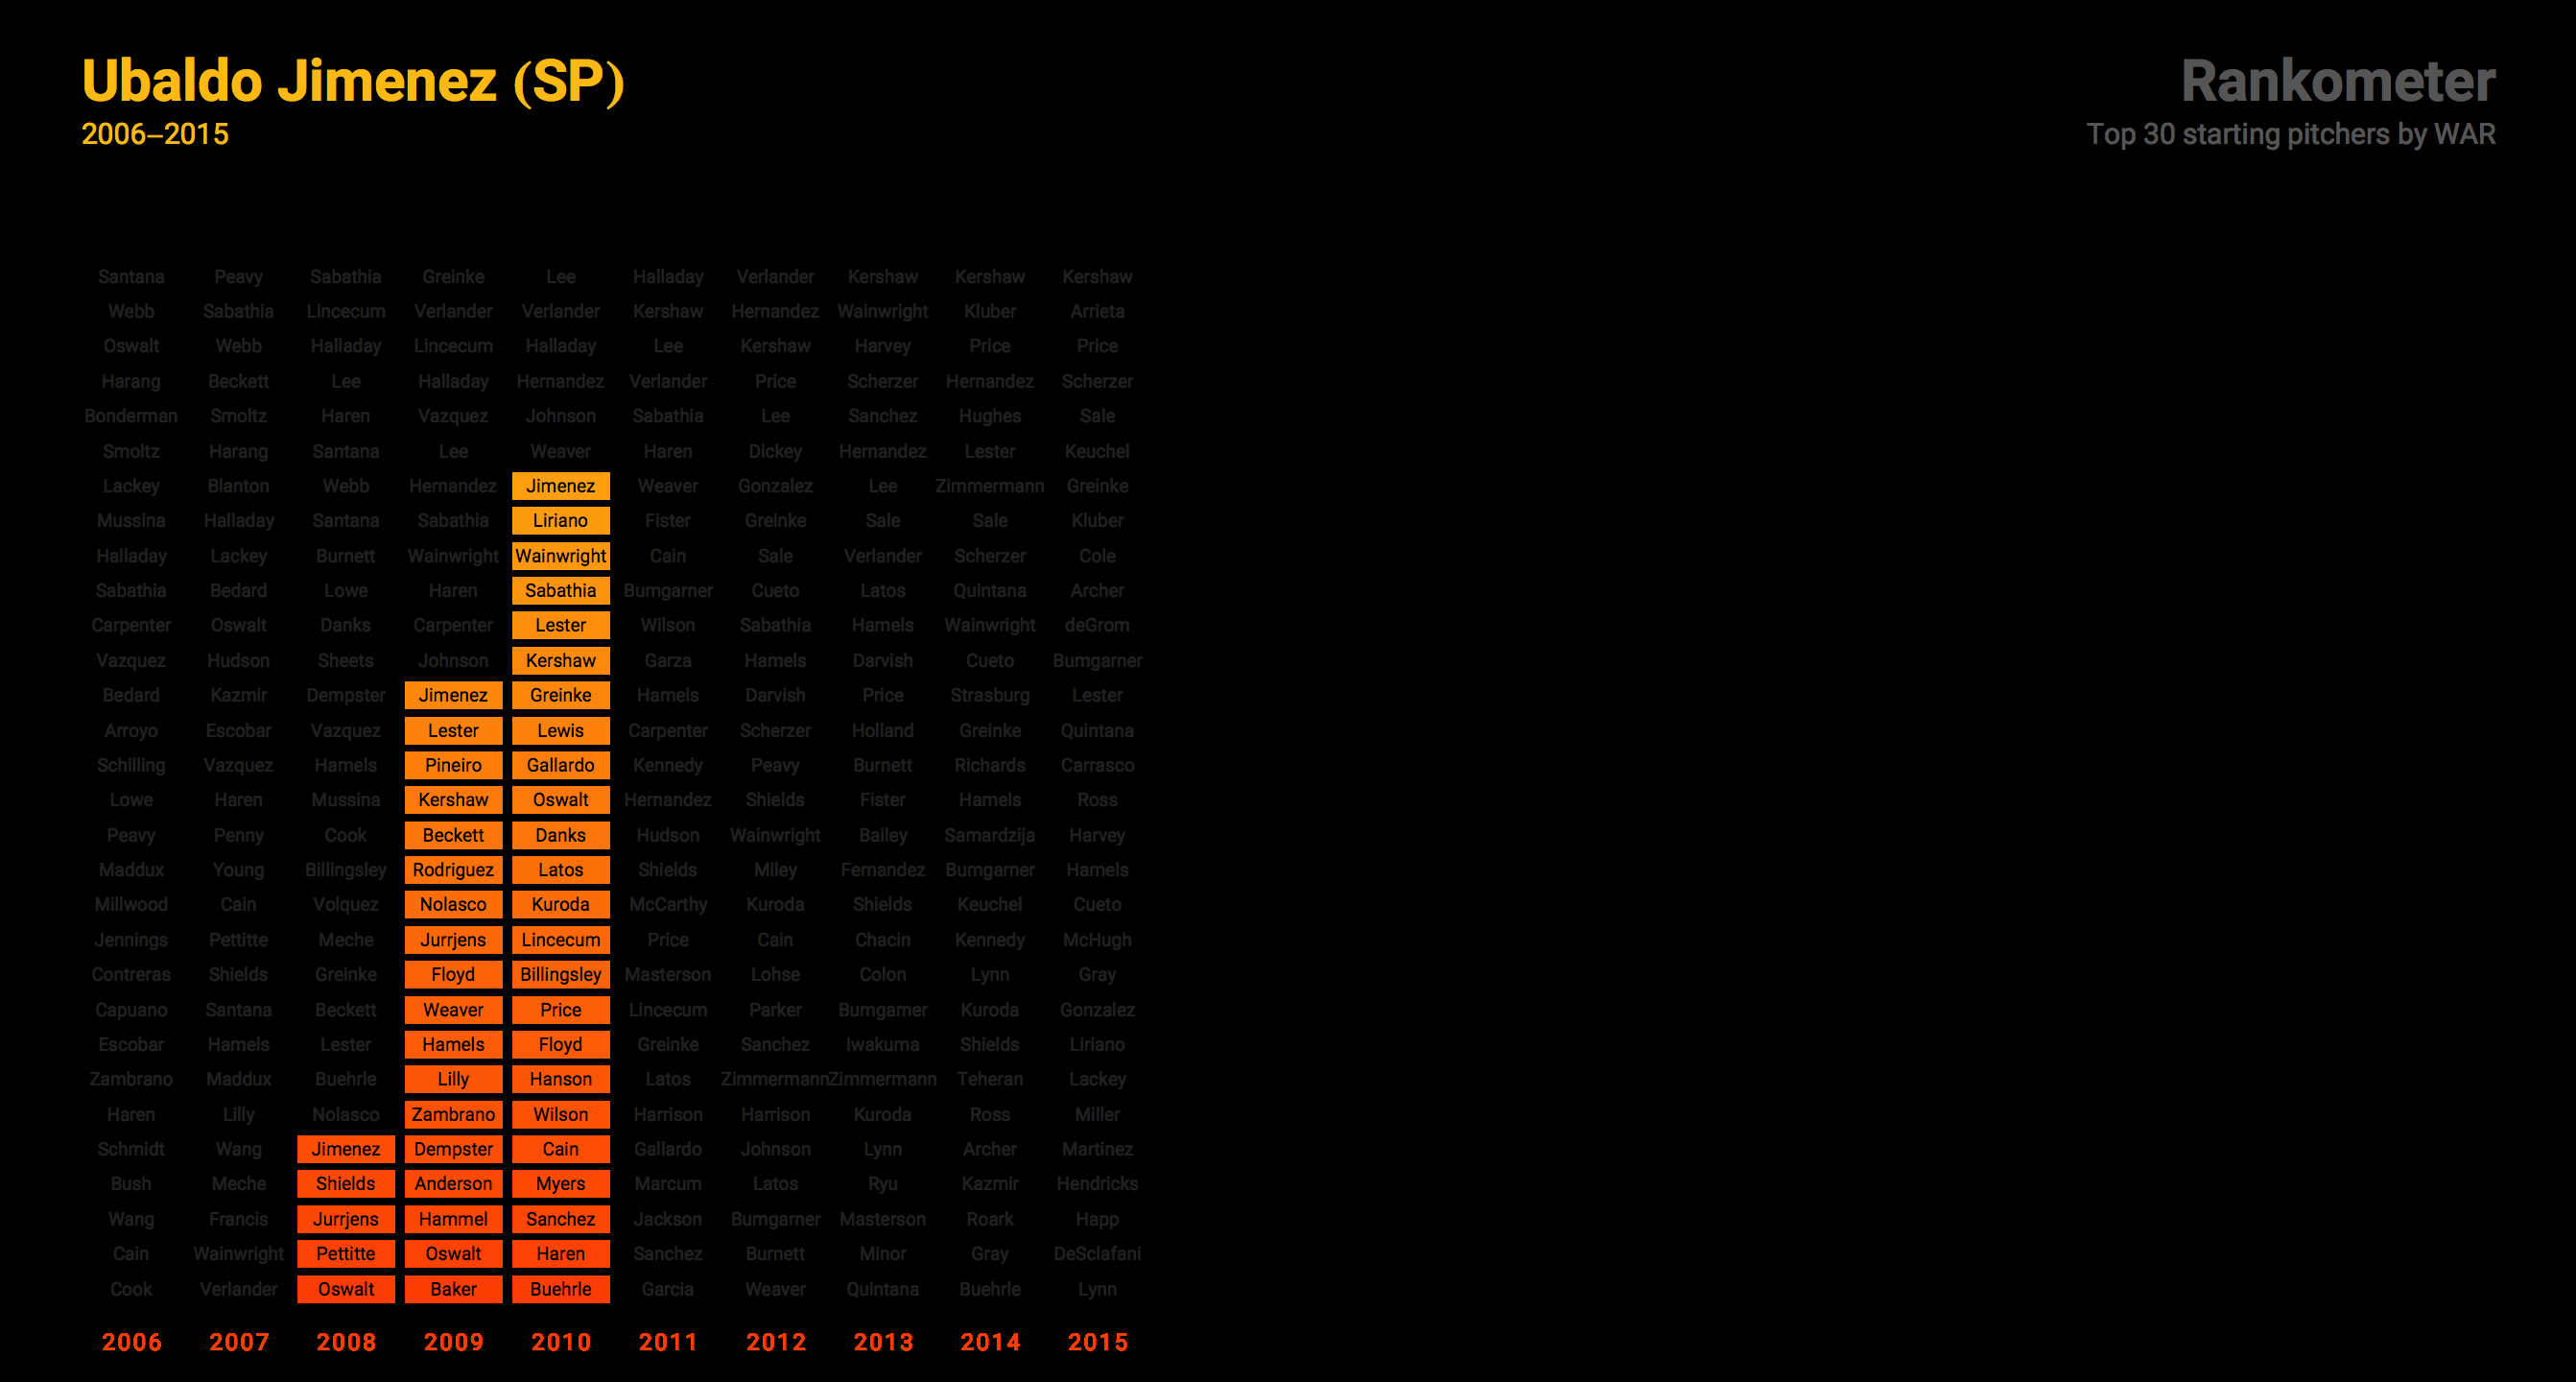 Ubaldo Jimenez (SP)
2006–2015
Rankometer
Top 30 starting pitchers by WAR
Santana Peavy Sabathia Greinke Lee Halladay Verlander Kershaw Kershaw Kershaw
Webb Sabathia Lincecum Verlander Verlander Kershaw Hernandez Wainwright Kluber Arrieta
Oswalt Webb Halladay Lincecum Halladay Lee Kershaw Harvey Price Price
Harang Beckett Lee Halladay Hernandez Verlander Price Scherzer Hernandez Scherzer
Bonderman Smoltz Haren Vazquez Johnson Sabathia Lee Sanchez Hughes Sale
Smoltz Harang Santana Lee Weaver Haren Dickey Hernandez Lester Keuchel
Lackey Blanton Webb Hernandez Jimenez Weaver Gonzalez Lee Zimmermann Greinke
Mussina Halladay Santana Sabathia Liriano Fister Greinke Sale Sale Kluber
Halladay Lackey Burnett Wainwright Wainwright Cain Sale Verlander Scherzer Cole
Sabathia Bedard Lowe Haren Sabathia Bumgarner Cueto Latos Quintana Archer
Carpenter Oswalt Danks Carpenter Lester Wilson Sabathia Hamels Wainwright deGrom
Vazquez Hudson Sheets Johnson Kershaw Garza Hamels Darvish Cueto Bumgarner
Bedard Kazmir Dempster Jimenez Greinke Hamels Darvish Price Strasburg Lester
Arroyo Escobar Vazquez Lester Lewis Carpenter Scherzer Holland Greinke Quintana
Schilling Vazquez Hamels Pineiro Gallardo Kennedy Peavy Burnett Richards Carrasco
Lowe Haren Mussina Kershaw Oswalt Hernandez Shields Fister Hamels Ross
Peavy Penny Cook Beckett Danks Hudson Wainwright Bailey Samardzija Harvey
Maddux Young Billingsley Rodriguez Latos Shields Miley Fernandez Bumgarner Hamels
Millwood Cain Volquez Nolasco Kuroda McCarthy Kuroda Shields Keuchel Cueto
Jennings Pettitte Meche Jurrjens Lincecum Price Cain Chacin Kennedy McHugh
Contreras Shields Greinke Floyd Billingsley Masterson Lohse Colon Lynn Gray
Capuano Santana Beckett Weaver Price Lincecum Parker Bumgarner Kuroda Gonzalez
Escobar Hamels Lester Hamels Floyd Greinke Sanchez Iwakuma Shields Liriano
Zambrano Maddux Buehrle Lilly Hanson Latos Zimmermann Zimmermann Teheran Lackey
Haren Lilly Nolasco Zambrano Wilson Harrison Harrison Kuroda Ross Miller
Schmidt Wang Jimenez Dempster Cain Gallardo Johnson Lynn Archer Martinez
Bush Meche Shields Anderson Myers Marcum Latos Ryu Kazmir Hendricks
Wang Francis Jurrjens Hammel Sanchez Jackson Bumgarner Masterson Roark Happ
Cain Wainwright Pettitte Oswalt Haren Sanchez Burnett Minor Gray DeSclafani
Cook Verlander Oswalt Baker Buehrle Garcia Weaver Quintana Buehrle Lynn
2006 2007 2008 2009 2010 2011 2012 2013 2014 2015